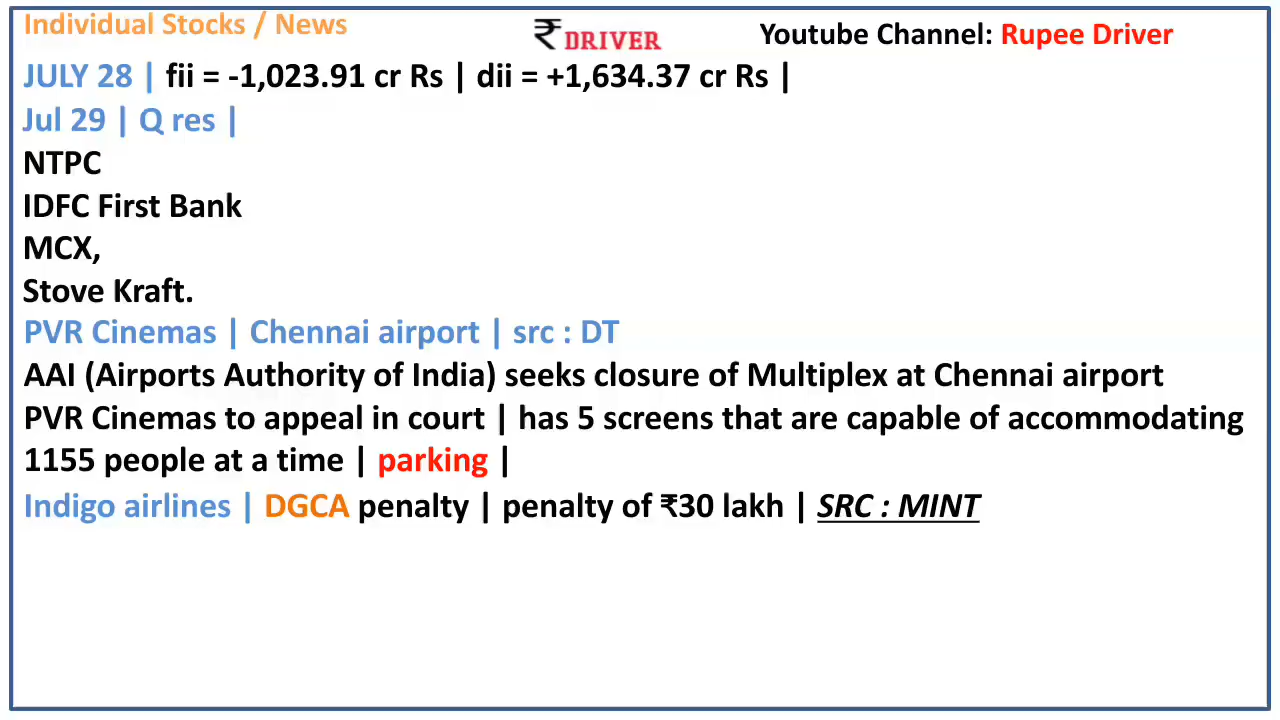 Individual Stocks / News
₹ DRIVER
Youtube Channel: Rupee Driver
JULY 28 | fii = -1,023.91 cr Rs | dii = +1,634.37 cr Rs |
Jul 29 | Q res |
NTPC
IDFC First Bank
MCX,
Stove Kraft.
PVR Cinemas | Chennai airport | src : DT
AAI (Airports Authority of India) seeks closure of Multiplex at Chennai airport
PVR Cinemas to appeal in court | has 5 screens that are capable of accommodating
1155 people at a time | parking |
Indigo airlines | DGCA penalty | penalty of ₹30 lakh | SRC : MINT